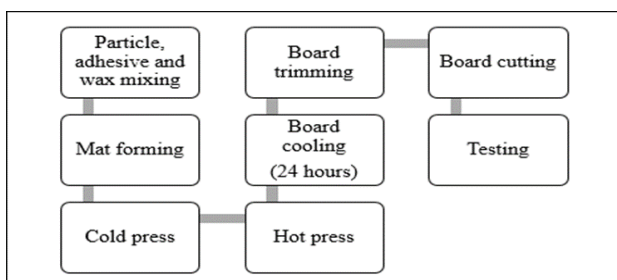 Particle,
adhesive and
wax mixing
Mat forming
Cold press
Hot press
Board
cooling
(24 hours)
Board
trimming
Board cutting
Testing